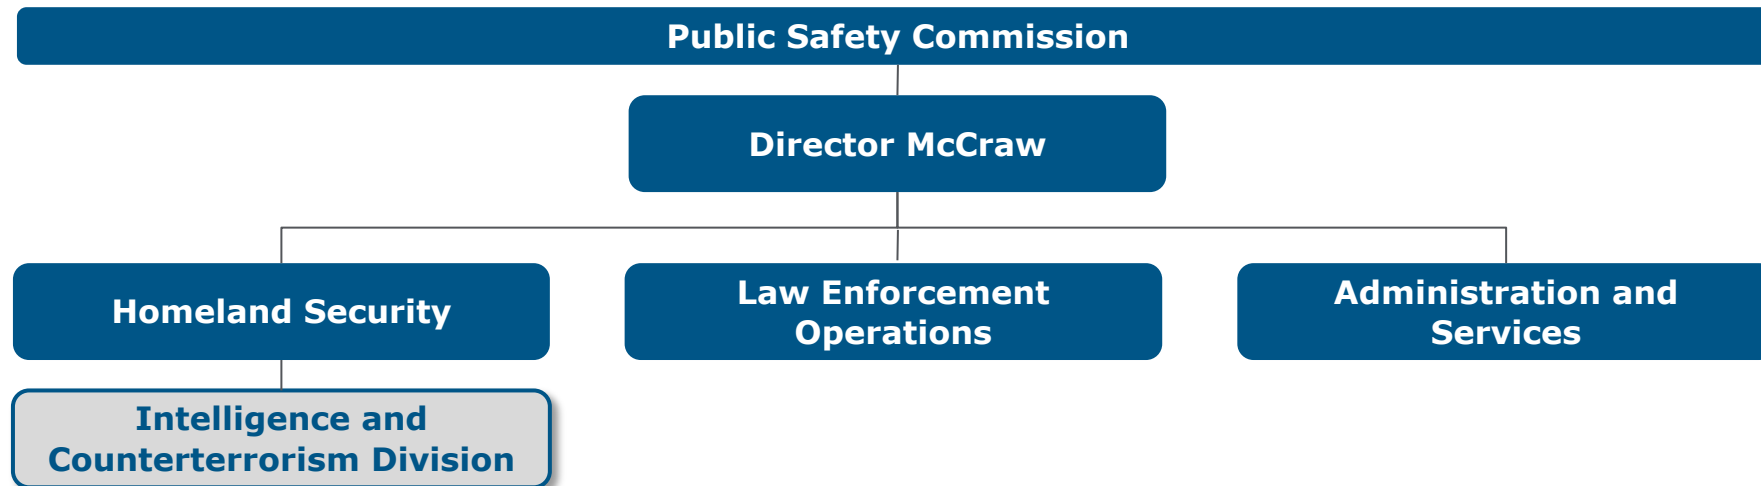 Public Safety Commission
Director McCraw
Homeland Security
Law Enforcement
Operations
Administration and
Services
Intelligence and
Counterterrorism Division